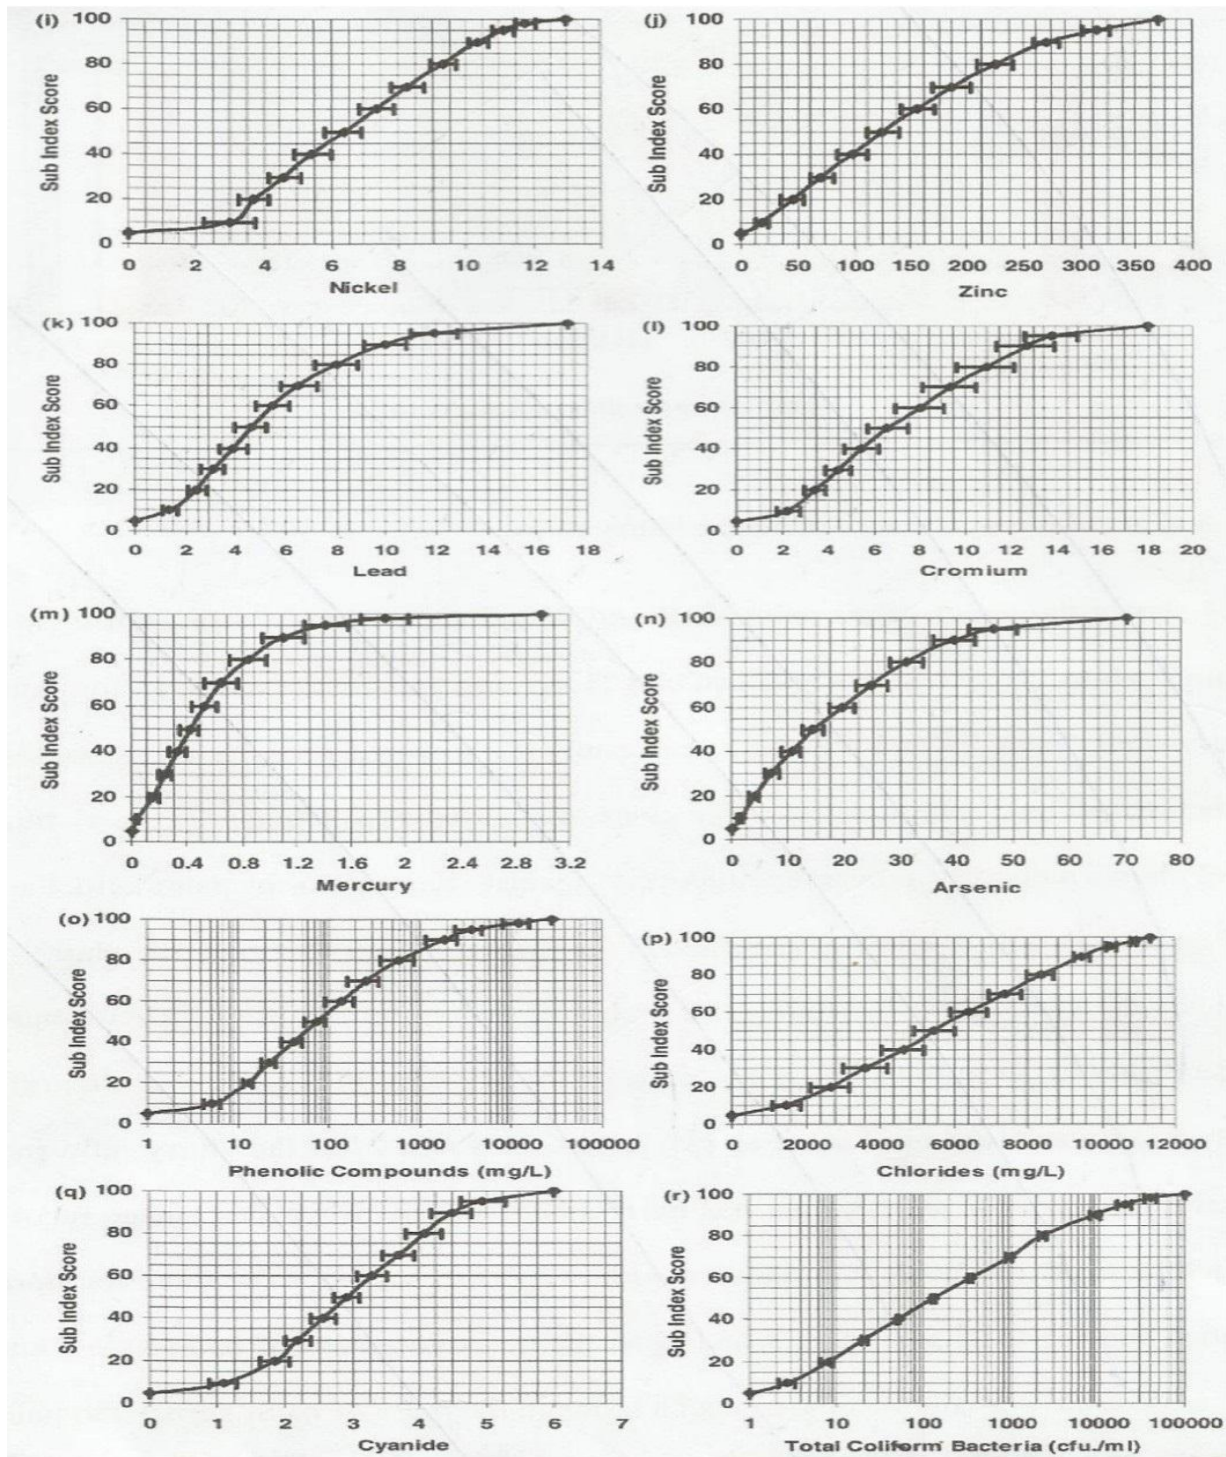 (i)
Sub Index Score
100
80
60
40
20
0
0 2 4 6 8 10 12 14
Nickel
(j)
Sub Index Score
100
80
60
40
20
0
0 50 100 150 200 250 300 350 400
Zinc
(k)
Sub Index Score
100
80
60
40
20
0
0 2 4 6 8 10 12 14 16 18
Lead
(l)
Sub Index Score
100
80
60
40
20
0
0 2 4 6 8 10 12 14 16 18 20
Cromium
(m)
Sub Index Score
100
80
60
40
20
0
0 0.4 0.8 1.2 1.6 2 2.4 2.8 3.2
Mercury
(n)
Sub Index Score
100
80
60
40
20
0
0 10 20 30 40 50 60 70 80
Arsenic
(o)
Sub Index Score
100
80
60
40
20
0
1 10 100 1000 10000 100000
Phenolic Compounds (mg/L)
(p)
Sub Index Score
100
80
60
40
20
0
0 2000 4000 6000 8000 10000 12000
Chlorides (mg/L)
(q)
Sub Index Score
100
80
60
40
20
0
0 1 2 3 4 5 6 7
Cyanide
(r)
Sub Index Score
100
80
60
40
20
0
1 10 100 1000 10000 100000
Total Coliform Bacteria (cfu./ml)